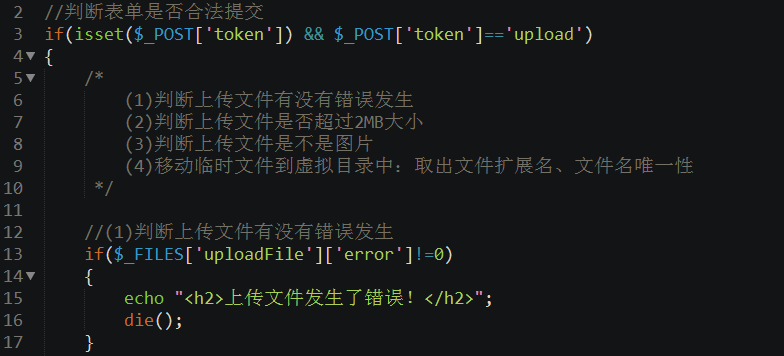 2 //判断表单是否合法提交
3 if(isset($_POST['token']) && $_POST['token']=='upload')
4 {
5 /*
6 (1)判断上传文件有没有错误发生
7 (2)判断上传文件是否超过2MB大小
8 (3)判断上传文件是不是图片
9 (4)移动临时文件到虚拟目录中：取出文件扩展名、文件名唯一性
10 */
11
12 //(1)判断上传文件有没有错误发生
13 if($_FILES['uploadFile']['error']!=0)
14 {
15 echo "<h2>上传文件发生了错误！</h2>";
16 die();
17 }